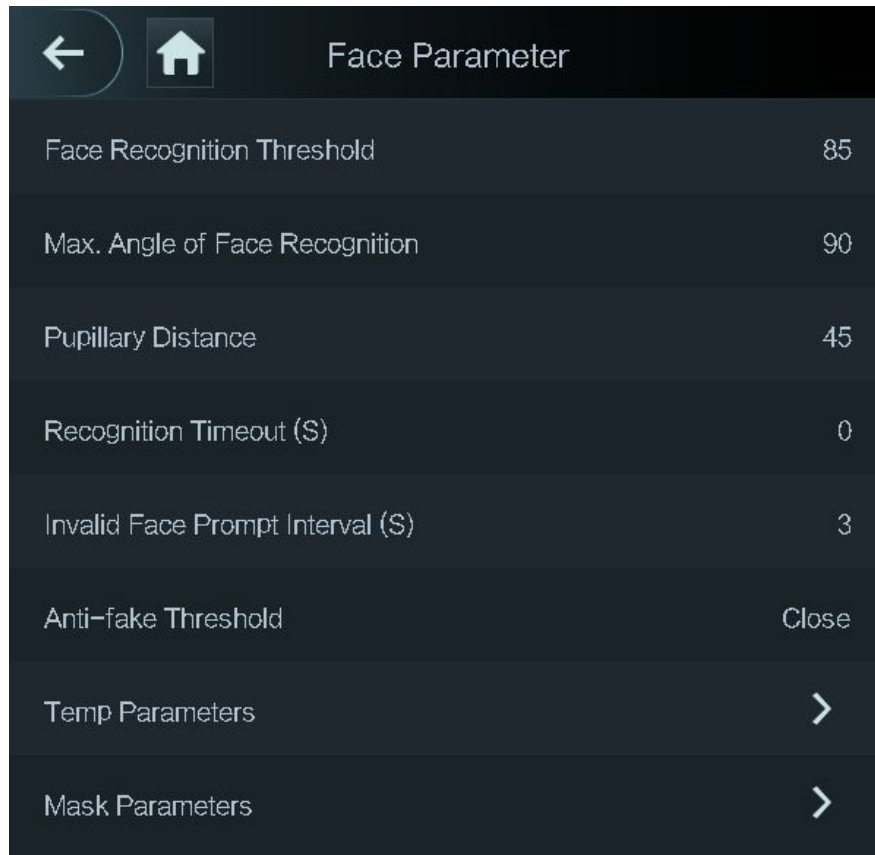 Face Parameter
Face Recognition Threshold 85
Max. Angle of Face Recognition 90
Pupillary Distance 45
Recognition Timeout (S) 0
Invalid Face Prompt Interval (S) 3
Anti-fake Threshold Close
Temp Parameters
Mask Parameters